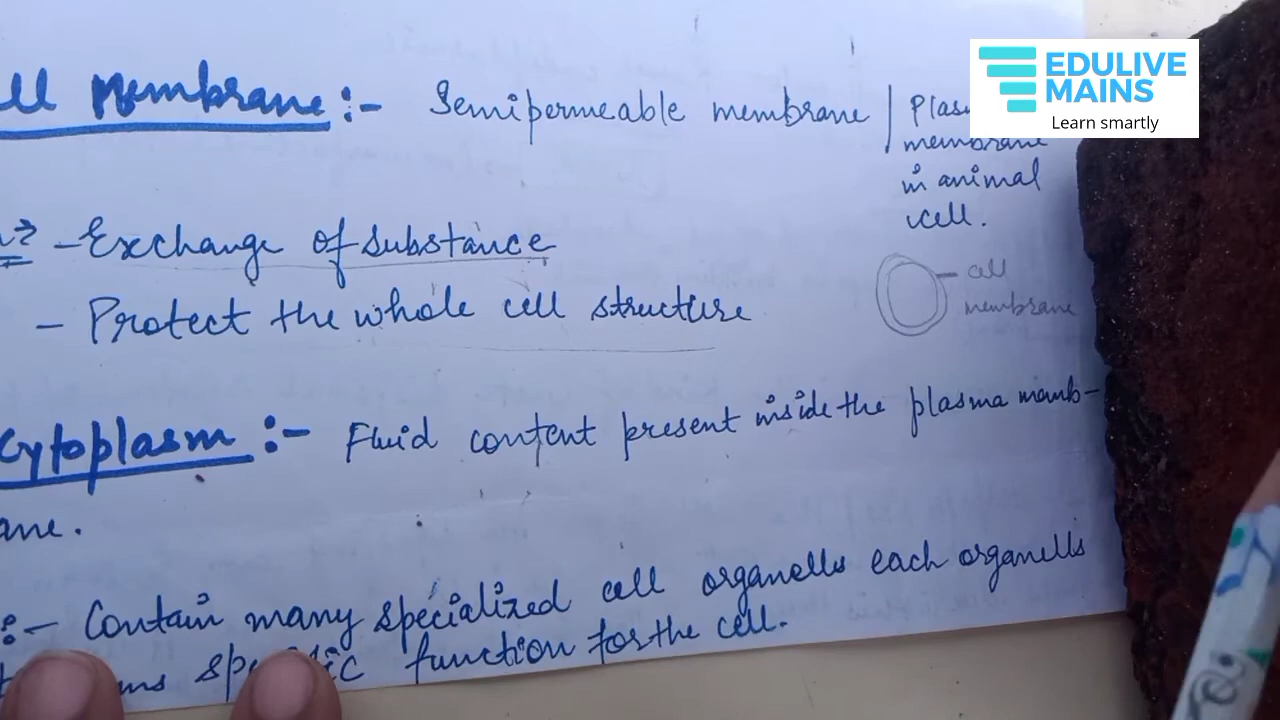 ll Membrane :- Semipermeable membrane | Plas
membrane
in animal
cell.
EDULIVE
MAINS
Learn smartly
n? - Exchange of substance
- Protect the whole cell structure
cell
membrane
Cytoplasm :- Fluid content present inside the plasma memb-
ane.
:- Contain many specialized cell organells each organells
function for the cell.